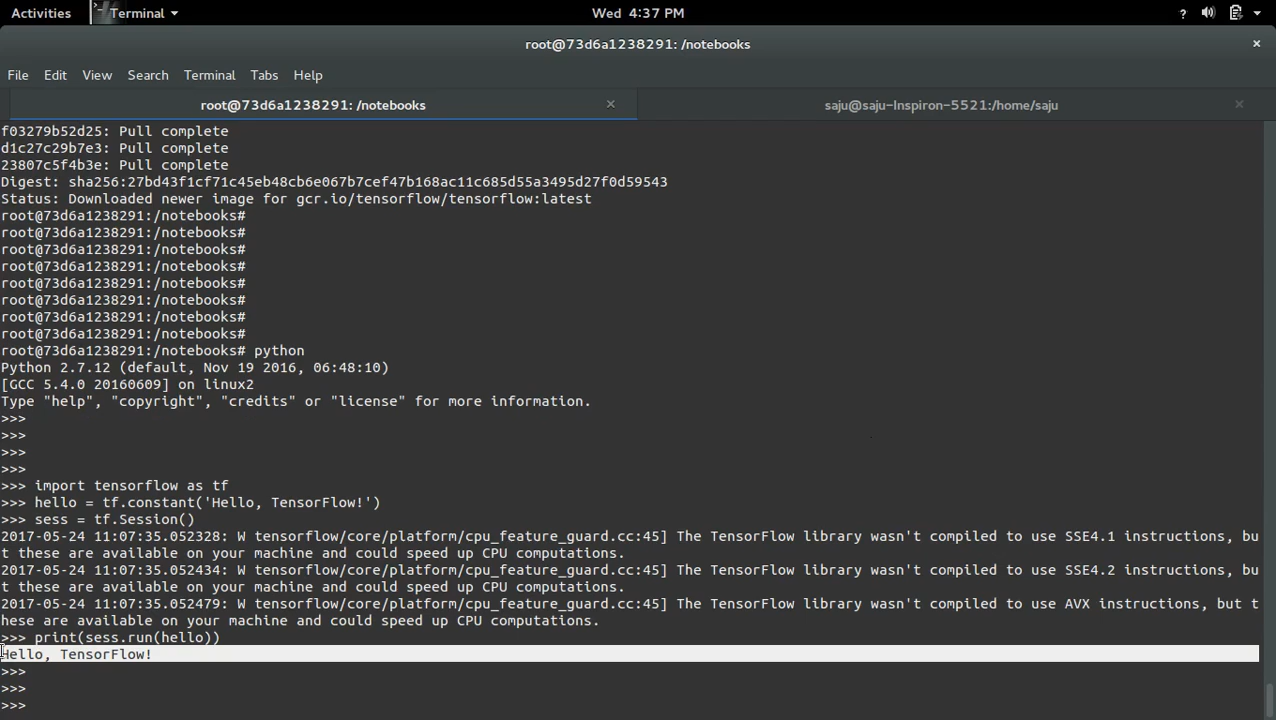 Activities Terminal Wed 4:37 PM ?
root@73d6a1238291: /notebooks ×
File Edit View Search Terminal Tabs Help
root@73d6a1238291: /notebooks × saju@saju-Inspiron-5521:/home/saju ×
f03279b52d25: Pull complete
d1c27c29b7e3: Pull complete
23807c5f4b3e: Pull complete
Digest: sha256:27bd43f1cf71c45eb48cb6e067b7cef47b168ac11c685d55a3495d27f0d59543
Status: Downloaded newer image for gcr.io/tensorflow/tensorflow:latest
root@73d6a1238291:/notebooks#
root@73d6a1238291:/notebooks#
root@73d6a1238291:/notebooks#
root@73d6a1238291:/notebooks#
root@73d6a1238291:/notebooks#
root@73d6a1238291:/notebooks#
root@73d6a1238291:/notebooks#
root@73d6a1238291:/notebooks#
root@73d6a1238291:/notebooks# python
Python 2.7.12 (default, Nov 19 2016, 06:48:10)
[GCC 5.4.0 20160609] on linux2
Type "help", "copyright", "credits" or "license" for more information.
>>>
>>>
>>>
>>>
>>> import tensorflow as tf
>>> hello = tf.constant('Hello, TensorFlow!')
>>> sess = tf.Session()
2017-05-24 11:07:35.052328: W tensorflow/core/platform/cpu_feature_guard.cc:45] The TensorFlow library wasn't compiled to use SSE4.1 instructions, bu
t these are available on your machine and could speed up CPU computations.
2017-05-24 11:07:35.052434: W tensorflow/core/platform/cpu_feature_guard.cc:45] The TensorFlow library wasn't compiled to use SSE4.2 instructions, bu
t these are available on your machine and could speed up CPU computations.
2017-05-24 11:07:35.052479: W tensorflow/core/platform/cpu_feature_guard.cc:45] The TensorFlow library wasn't compiled to use AVX instructions, but t
hese are available on your machine and could speed up CPU computations.
>>> print(sess.run(hello))
Hello, TensorFlow!
>>>
>>>
>>>